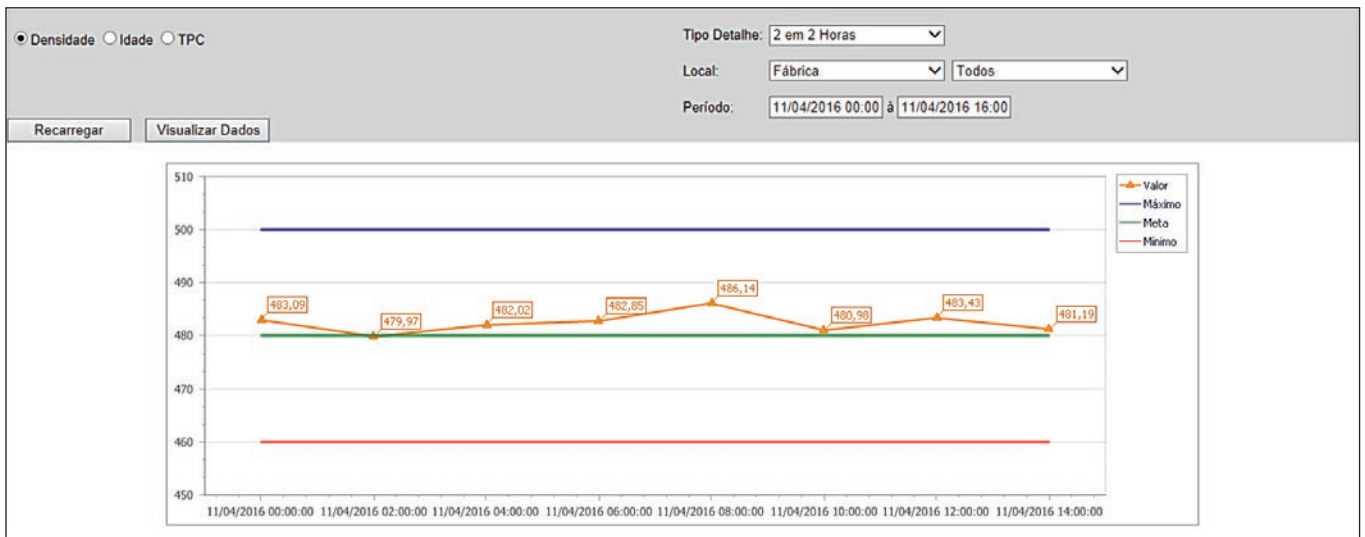 Densidade Idade TPC
Tipo Detalhe: 2 em 2 Horas
Local: Fábrica Todos
Período: 11/04/2016 00:00 à 11/04/2016 16:00
Recarregar Visualizar Dados
510
500
490
480
470
460
450
483,09
479,97
482,02
482,85
486,14
480,98
483,43
481,19
Valor
Máximo
Meta
Mínimo
11/04/2016 00:00:00 11/04/2016 02:00:00 11/04/2016 04:00:00 11/04/2016 06:00:00 11/04/2016 08:00:00 11/04/2016 10:00:00 11/04/2016 12:00:00 11/04/2016 14:00:00